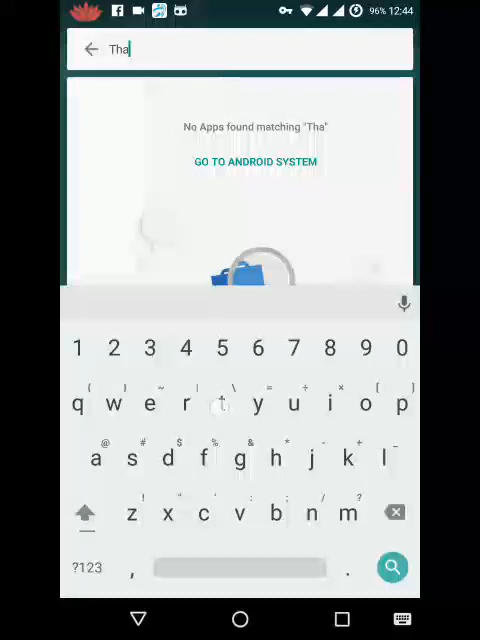 96% 12:44
Tha
No Apps found matching "Tha"
GO TO ANDROID SYSTEM
1 2 3 4 5 6 7 8 9 0
( ) ~ | \ = ÷ × [ ]
q w e r t y u i o p
@ # $ % & * - + _
a s d f g h j k l
! " ' : ; / ?
z x c v b n m
?123 , .